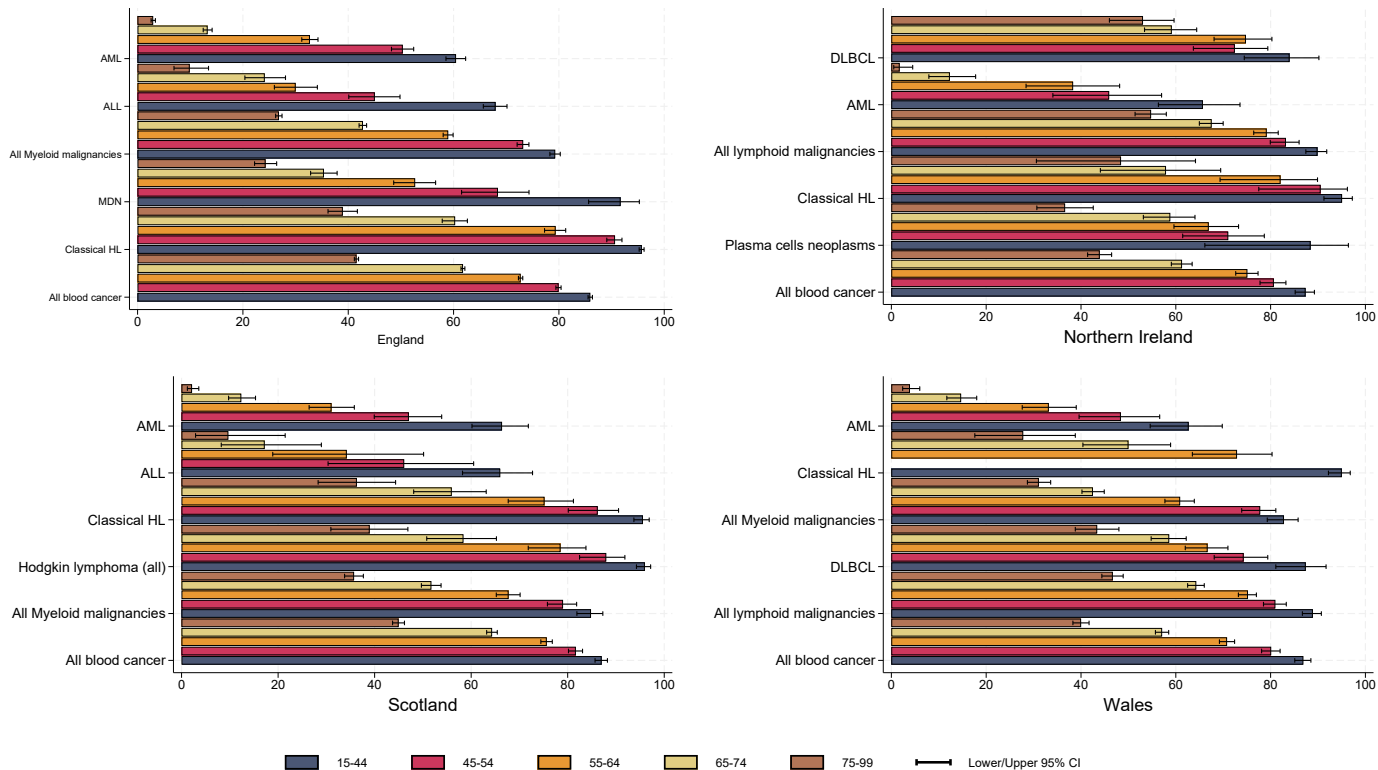 AML
ALL
All Myeloid malignancies
MDN
Classical HL
All blood cancer
0 20 40 60 80 100
England
DLBCL
AML
All lymphoid malignancies
Classical HL
Plasma cells neoplasms
All blood cancer
0 20 40 60 80 100
Northern Ireland
AML
ALL
Classical HL
Hodgkin lymphoma (all)
All Myeloid malignancies
All blood cancer
0 20 40 60 80 100
Scotland
AML
Classical HL
All Myeloid malignancies
DLBCL
All lymphoid malignancies
All blood cancer
0 20 40 60 80 100
Wales
15-44 45-54 55-64 65-74 75-99 Lower/Upper 95% CI